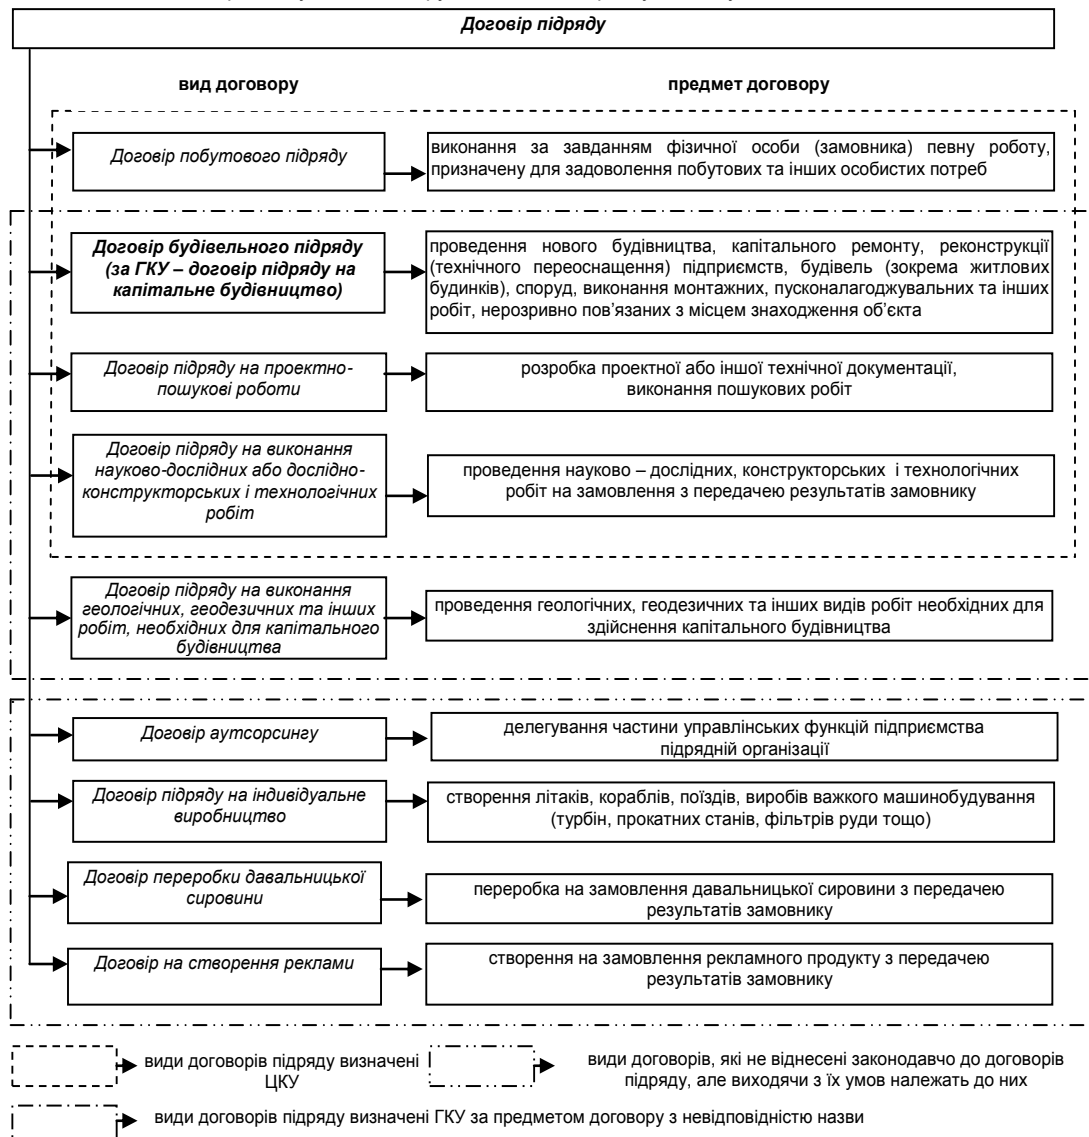 Договір підряду
вид договору
предмет договору
Договір побутового підряду
виконання за завданням фізичної особи (замовника) певну роботу,
призначену для задоволення побутових та інших особистих потреб
Договір будівельного підряду
(за ГКУ – договір підряду на
капітальне будівництво)
проведення нового будівництва, капітального ремонту, реконструкції
(технічного переоснащення) підприємств, будівель (зокрема житлових
будинків), споруд, виконання монтажних, пусконалагоджувальних та інших
робіт, нерозривно пов’язаних з місцем знаходження об’єкта
Договір підряду на проектно-
пошукові роботи
розробка проектної або іншої технічної документації,
виконання пошукових робіт
Договір підряду на виконання
науково-дослідних або дослідно-
конструкторських і технологічних
робіт
проведення науково – дослідних, конструкторських і технологічних
робіт на замовлення з передачею результатів замовнику
Договір підряду на виконання
геологічних, геодезичних та інших
робіт, необхідних для капітального
будівництва
проведення геологічних, геодезичних та інших видів робіт необхідних для
здійснення капітального будівництва
Договір аутсорсингу
делегування частини управлінських функцій підприємства
підрядній організації
Договір підряду на індивідуальне
виробництво
створення літаків, кораблів, поїздів, виробів важкого машинобудування
(турбін, прокатних станів, фільтрів руди тощо)
Договір переробки давальницької
сировини
переробка на замовлення давальницької сировини з передачею
результатів замовнику
Договір на створення реклами
створення на замовлення рекламного продукту з передачею
результатів замовнику
види договорів підряду визначені
ЦКУ
види договорів, які не віднесені законодавчо до договорів
підряду, але виходячи з їх умов належать до них
види договорів підряду визначені ГКУ за предметом договору з невідповідністю назви